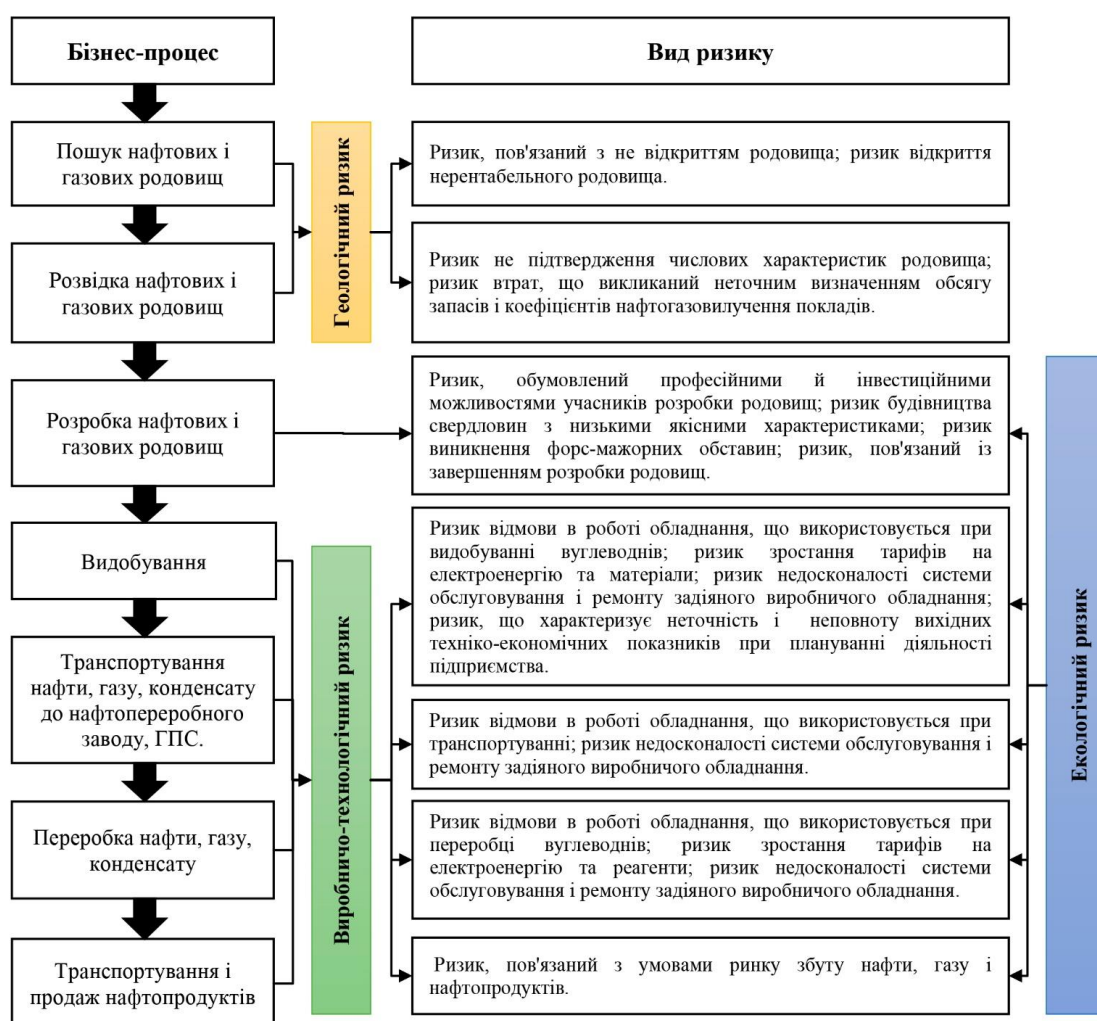 Бізнес-процес
Вид ризику
Пошук нафтових і
газових родовищ
Геологічний ризик
Ризик, пов'язаний з не відкриттям родовища; ризик відкриття
нерентабельного родовища.
Розвідка нафтових і
газових родовищ
Ризик не підтвердження числових характеристик родовища;
ризик втрат, що викликаний неточним визначенням обсягу
запасів і коефіцієнтів нафтогазовилучення покладів.
Розробка нафтових і
газових родовищ
Ризик, обумовлений професійними й інвестиційними
можливостями учасників розробки родовищ; ризик будівництва
свердловин з низькими якісними характеристиками; ризик
виникнення форс-мажорних обставин; ризик, пов'язаний із
завершенням розробки родовищ.
Екологічний ризик
Видобування
Виробничо-технологічний ризик
Ризик відмови в роботі обладнання, що використовується при
видобуванні вуглеводнів; ризик зростання тарифів на
електроенергію та матеріали; ризик недосконалості системи
обслуговування і ремонту задіяного виробничого обладнання;
ризик, що характеризує неточність і неповноту вихідних
техніко-економічних показників при плануванні діяльності
підприємства.
Транспортування
нафти, газу, конденсату
до нафтопереробного
заводу, ГПС.
Ризик відмови в роботі обладнання, що використовується при
транспортуванні; ризик недосконалості системи обслуговування і
ремонту задіяного виробничого обладнання.
Переробка нафти, газу,
конденсату
Ризик відмови в роботі обладнання, що використовується при
переробці вуглеводнів; ризик зростання тарифів на
електроенергію та реагенти; ризик недосконалості системи
обслуговування і ремонту задіяного виробничого обладнання.
Транспортування і
продаж нафтопродуктів
Ризик, пов'язаний з умовами ринку збуту нафти, газу і
нафтопродуктів.